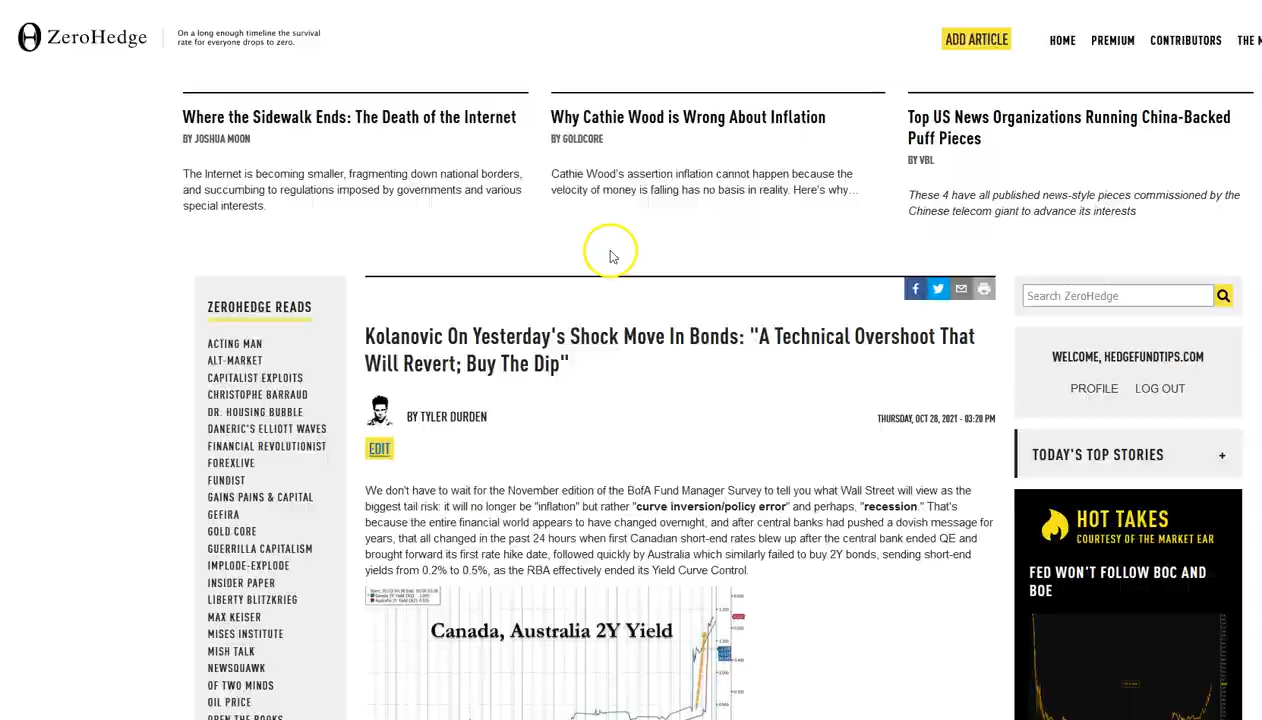 ZeroHedge
On a long enough timeline the survival
rate for everyone drops to zero.
ADD ARTICLE
HOME
PREMIUM
CONTRIBUTORS
THE M
Where the Sidewalk Ends: The Death of the Internet
BY JOSHUA MOON
The Internet is becoming smaller, fragmenting down national borders,
and succumbing to regulations imposed by governments and various
special interests.
Why Cathie Wood is Wrong About Inflation
BY GOLDCORE
Cathie Wood's assertion inflation cannot happen because the
velocity of money is falling has no basis in reality. Here's why…
Top US News Organizations Running China-Backed
Puff Pieces
BY VBL
These 4 have all published news-style pieces commissioned by the
Chinese telecom giant to advance its interests
ZEROHEDGE READS
ACTING MAN
ALT-MARKET
CAPITALIST EXPLOITS
CHRISTOPHE BARRAUD
DR. HOUSING BUBBLE
DANERIC'S ELLIOTT WAVES
FINANCIAL REVOLUTIONIST
FOREXLIVE
FUNDIST
GAINS PAINS & CAPITAL
GEFIRA
GOLD CORE
GUERRILLA CAPITALISM
IMPLODE-EXPLODE
INSIDER PAPER
LIBERTY BLITZKRIEG
MAX KEISER
MISES INSTITUTE
MISH TALK
NEWSQUAWK
OF TWO MINDS
OIL PRICE
OPEN THE BOOKS
Kolanovic On Yesterday's Shock Move In Bonds: "A Technical Overshoot That
Will Revert; Buy The Dip"
BY TYLER DURDEN
THURSDAY, OCT 28, 2021 - 03:20 PM
EDIT
We don't have to wait for the November edition of the BofA Fund Manager Survey to tell you what Wall Street will view as the
biggest tail risk: it will no longer be "inflation" but rather "curve inversion/policy error" and perhaps, "recession." That's
because the entire financial world appears to have changed overnight, and after central banks had pushed a dovish message for
years, that all changed in the past 24 hours when first Canadian short-end rates blew up after the central bank ended QE and
brought forward its first rate hike date, followed quickly by Australia which similarly failed to buy 2Y bonds, sending short-end
yields from 0.2% to 0.5%, as the RBA effectively ended its Yield Curve Control.
Canada, Australia 2Y Yield
Search ZeroHedge
WELCOME, HEDGEFUNDTIPS.COM
PROFILE
LOG OUT
TODAY'S TOP STORIES
+
HOT TAKES
COURTESY OF THE MARKET EAR
FED WON'T FOLLOW BOC AND
BOE